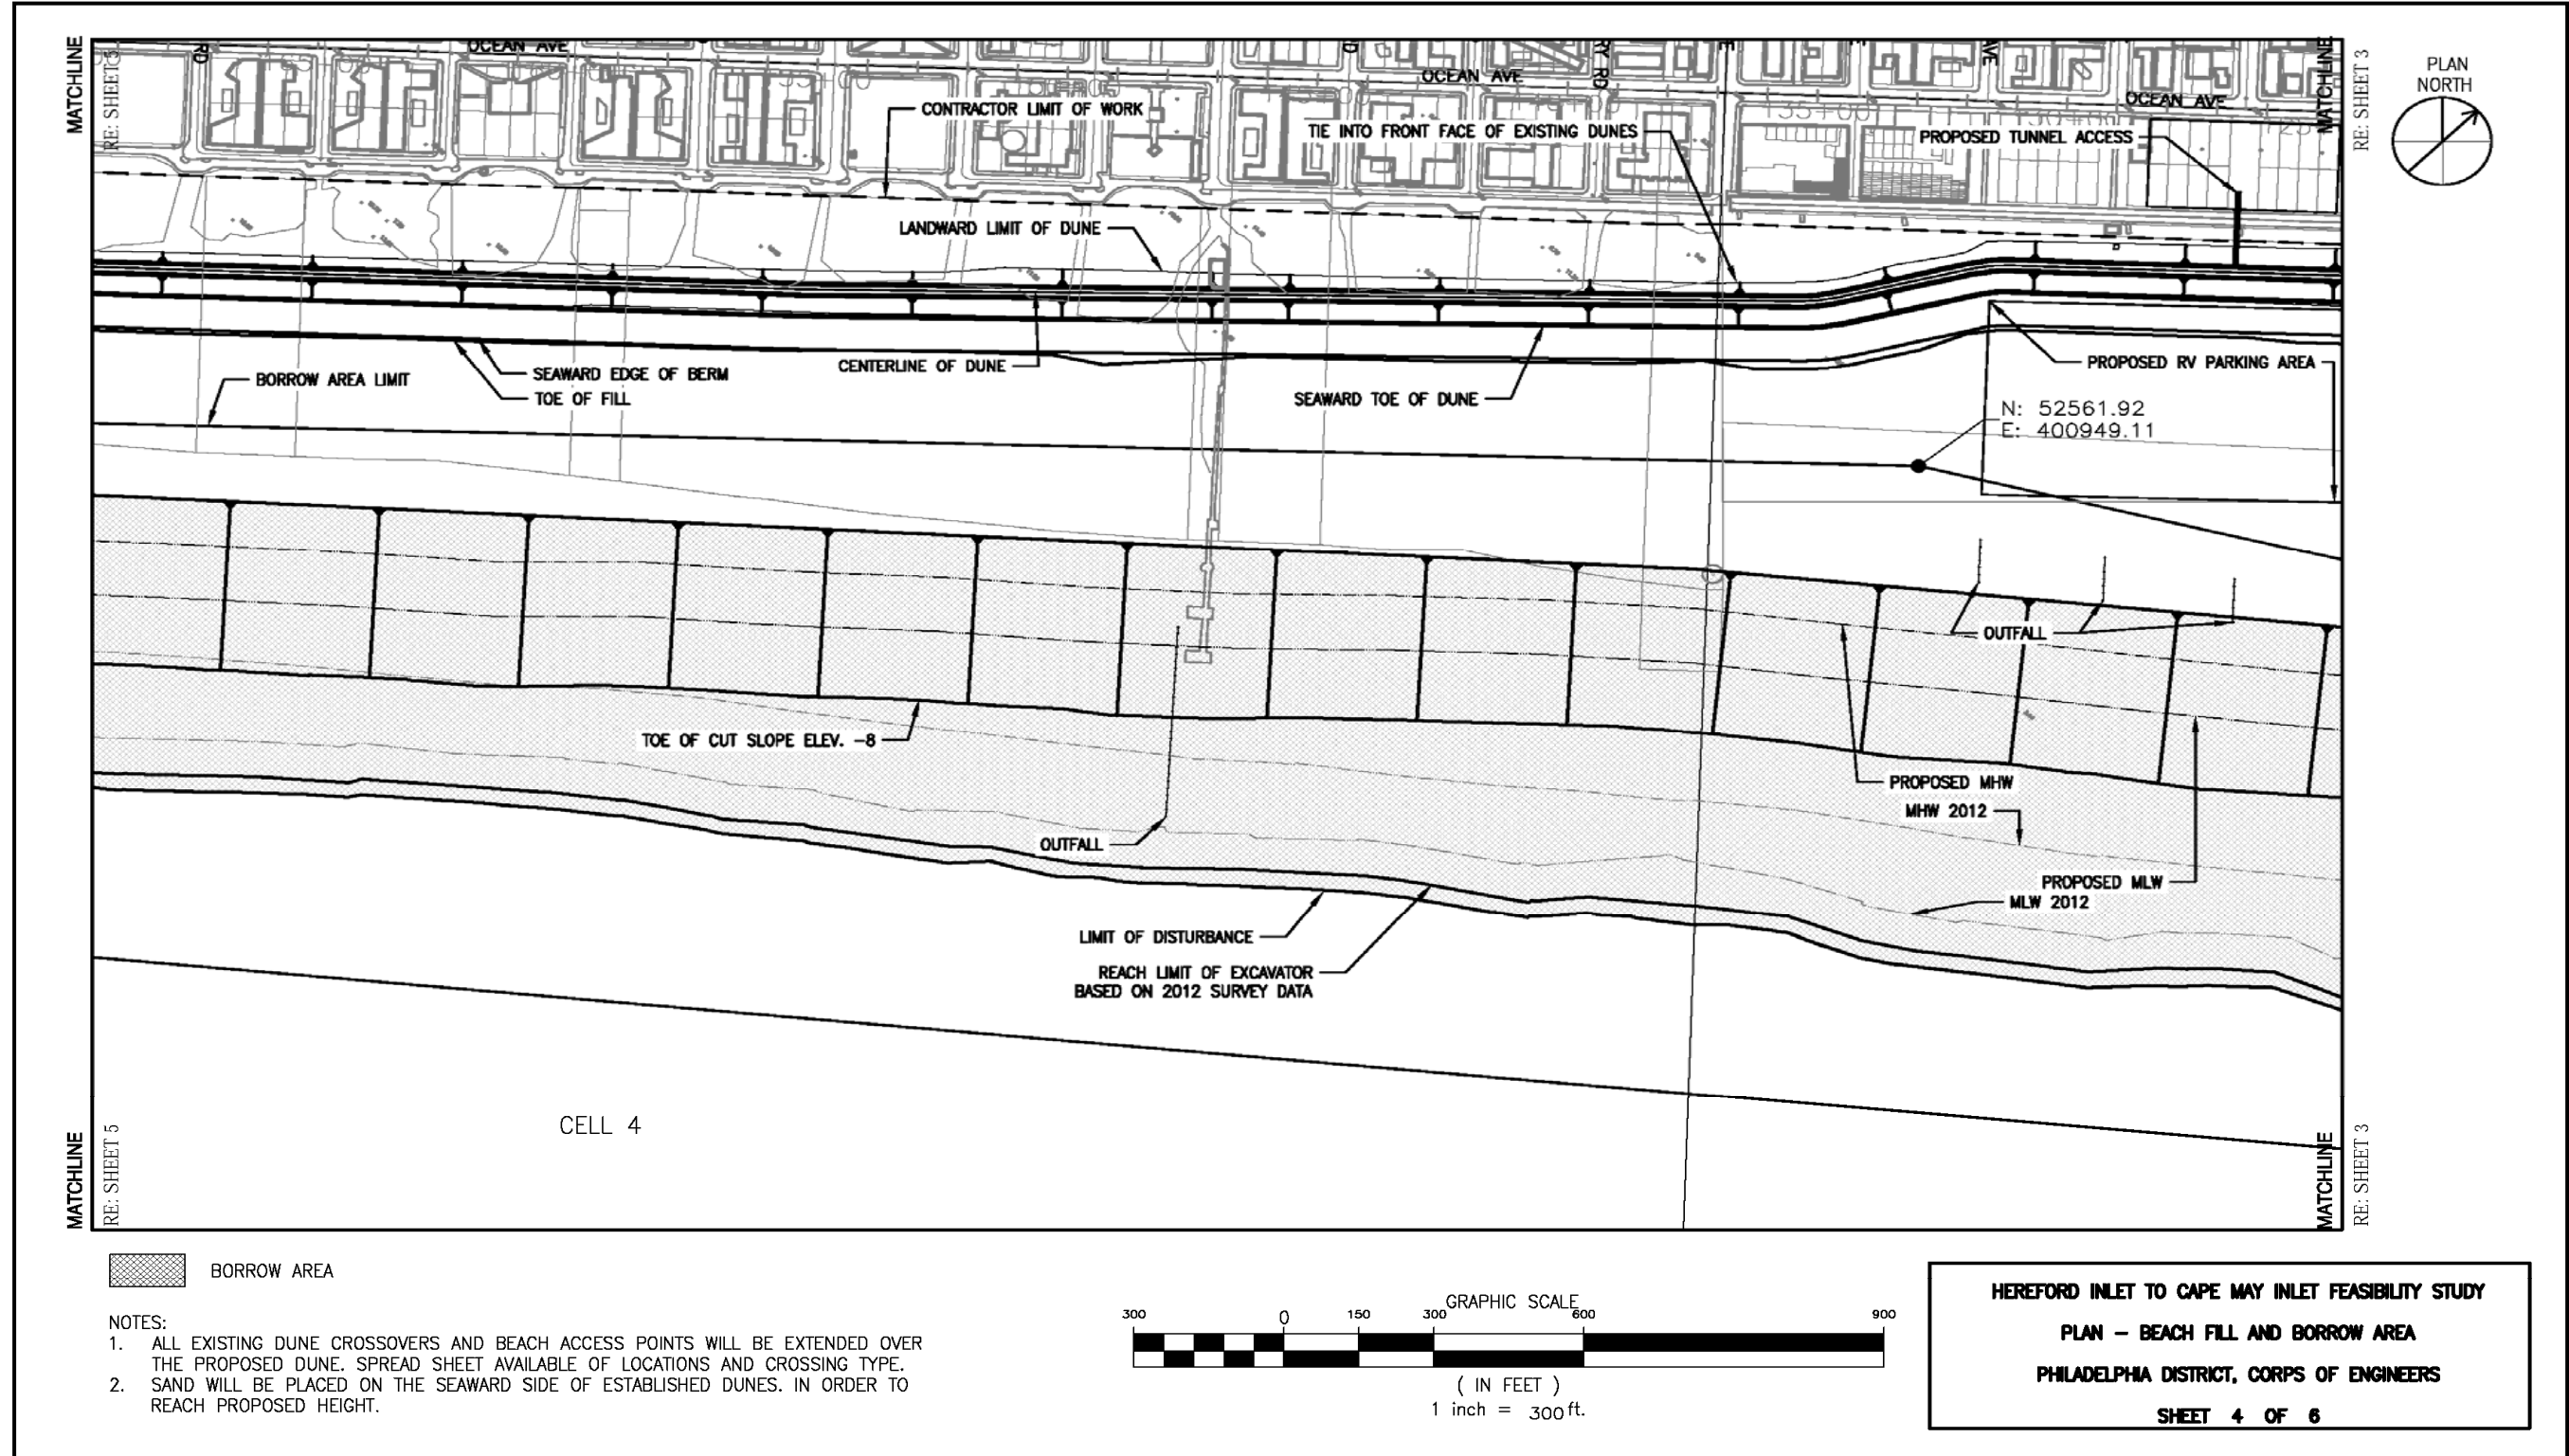 OCEAN AVE
MATCHLINE
RE: SHEET 5
RD
RD
RY RD
OCEAN AVE
AVE
OCEAN AVE
MATCHLINE
RE: SHEET 3
PLAN
NORTH
CONTRACTOR LIMIT OF WORK
TIE INTO FRONT FACE OF EXISTING DUNES
PROPOSED TUNNEL ACCESS
LANDWARD LIMIT OF DUNE
BORROW AREA LIMIT
SEAWARD EDGE OF BERM
TOE OF FILL
CENTERLINE OF DUNE
SEAWARD TOE OF DUNE
PROPOSED RV PARKING AREA
N: 52561.92
E: 400949.11
OUTFALL
TOE OF CUT SLOPE ELEV. -8
PROPOSED MHW
MHW 2012
OUTFALL
PROPOSED MLW
MLW 2012
LIMIT OF DISTURBANCE
REACH LIMIT OF EXCAVATOR
BASED ON 2012 SURVEY DATA
CELL 4
MATCHLINE
RE: SHEET 5
MATCHLINE
RE: SHEET 3
BORROW AREA
NOTES:
1. ALL EXISTING DUNE CROSSOVERS AND BEACH ACCESS POINTS WILL BE EXTENDED OVER
THE PROPOSED DUNE. SPREAD SHEET AVAILABLE OF LOCATIONS AND CROSSING TYPE.
2. SAND WILL BE PLACED ON THE SEAWARD SIDE OF ESTABLISHED DUNES. IN ORDER TO
REACH PROPOSED HEIGHT.
GRAPHIC SCALE
300 0 150 300 600 900
( IN FEET )
1 inch = 300 ft.
HEREFORD INLET TO CAPE MAY INLET FEASIBILITY STUDY
PLAN – BEACH FILL AND BORROW AREA
PHILADELPHIA DISTRICT, CORPS OF ENGINEERS
SHEET 4 OF 6